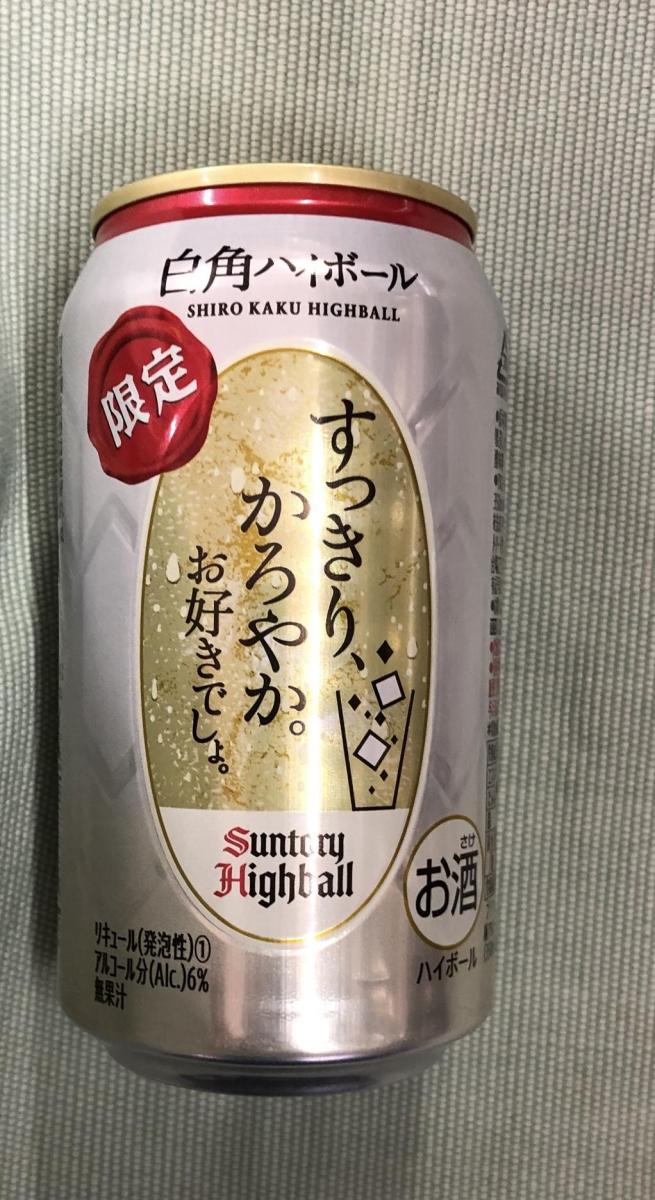 白角ハイボール
SHIRO KAKU HIGHBALL
限定
すっきり、
かろやか。
お好きでしょ。
Suntory
Highball
さけ
お酒
ハイボール
リキュール(発泡性)①
アルコール分(Alc.)6%
無果汁